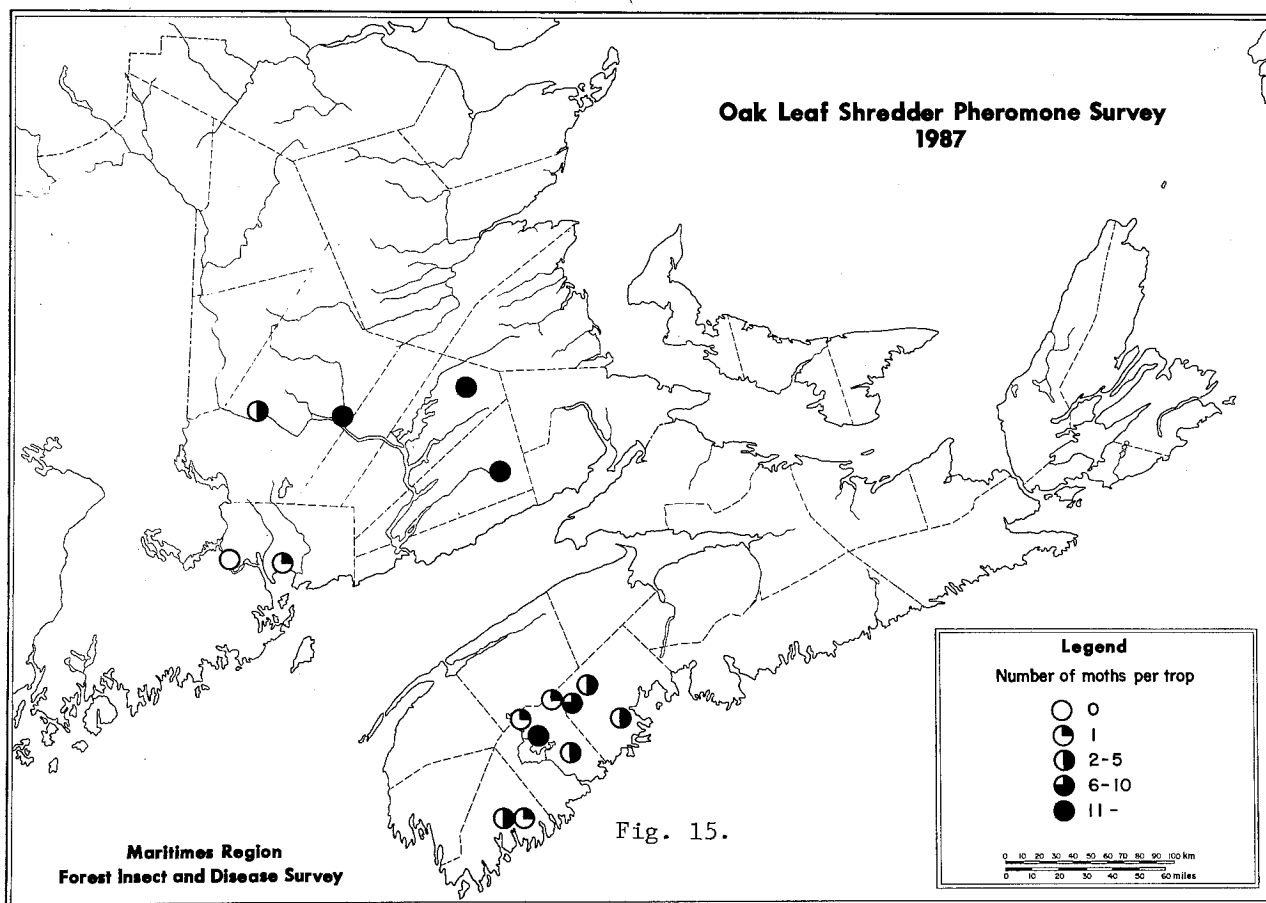 Oak Leaf Shredder Pheromone Survey
1987
Legend
Number of moths per trop
0
1
2-5
6-10
11-
0 10 20 30 40 50 60 70 80 90 100 km
0 10 20 30 40 50 60 miles
Fig. 15.
Maritimes Region
Forest Insect and Disease Survey